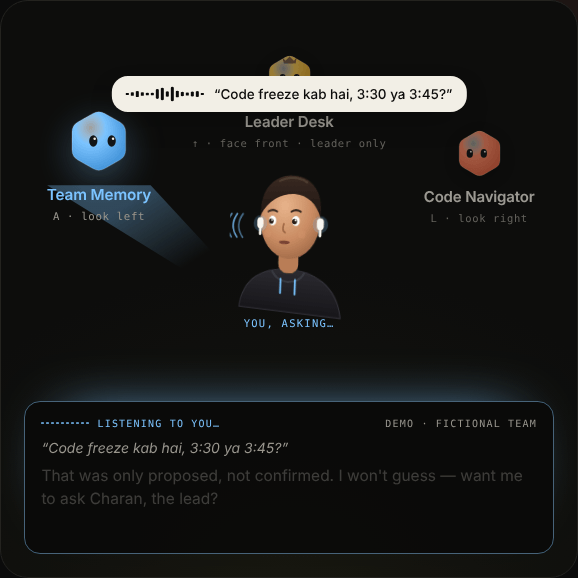 “Code freeze kab hai, 3:30 ya 3:45?”
Leader Desk
↑ · face front · leader only
Team Memory
A · look left
Code Navigator
L · look right
YOU, ASKING…
LISTENING TO YOU…
DEMO · FICTIONAL TEAM
“Code freeze kab hai, 3:30 ya 3:45?”
That was only proposed, not confirmed. I won't guess — want me
to ask Charan, the lead?